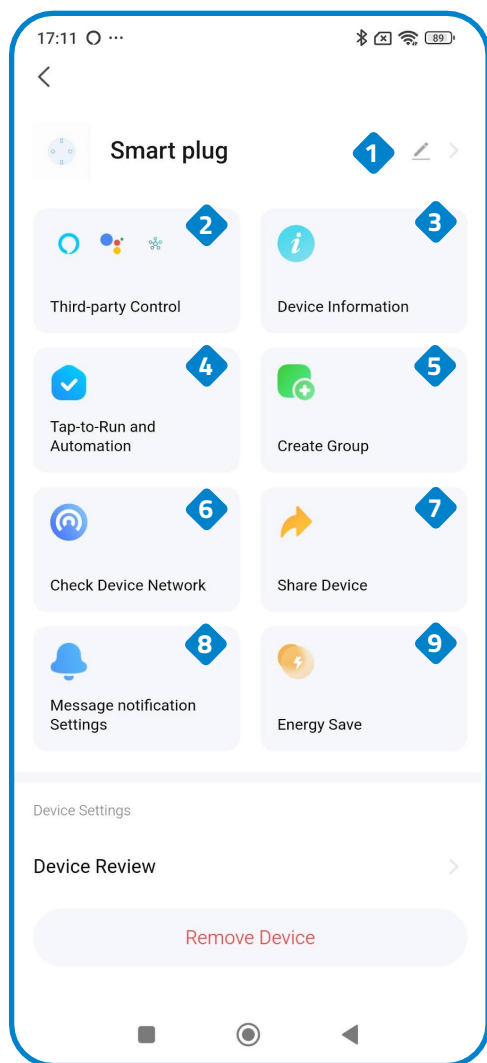 17:11 ... 89
Smart plug 1
2
3
Third-party Control
Device Information
4
5
Tap-to-Run and
Automation
Create Group
6
7
Check Device Network
Share Device
8
9
Message notification
Settings
Energy Save
Device Settings
Device Review
Remove Device